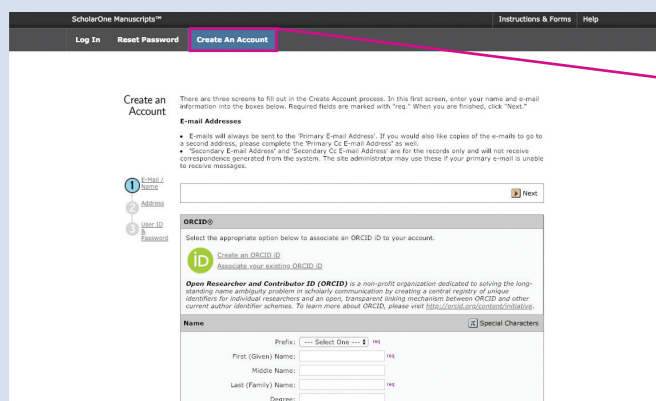 ScholarOne Manuscripts™ Instructions & Forms Help
Log In Reset Password Create An Account
Create an Account
There are three screens to fill out in the Create Account process. In this first screen, enter your name and e-mail
information into the boxes below. Required fields are marked with "req." When you are finished, click "Next."
E-mail Addresses
• E-mails will always be sent to the 'Primary E-mail Address'. If you would also like copies of the e-mails to go to
a second address, please complete the 'Primary Cc E-mail Address' as well.
• 'Secondary E-mail Address' and 'Secondary Cc E-mail Address' are for the records only and will not receive
correspondence generated from the system. The site administrator may use these if your primary e-mail is unable
to receive messages.
1 E-Mail /
Name
2 Address
3 User ID
&
Password
Next
ORCID®
Select the appropriate option below to associate an ORCID iD to your account.
iD
Create an ORCID iD
Associate your existing ORCID iD
Open Researcher and Contributor ID (ORCID) is a non-profit organization dedicated to solving the long-
standing name ambiguity problem in scholarly communication by creating a central registry of unique
identifiers for individual researchers and an open, transparent linking mechanism between ORCID and other
current author identifier schemes. To learn more about ORCID, please visit http://orcid.org/content/initiative.
Name π Special Characters
Prefix: --- Select One --- req
First (Given) Name: req
Middle Name:
Last (Family) Name: req
Degree: